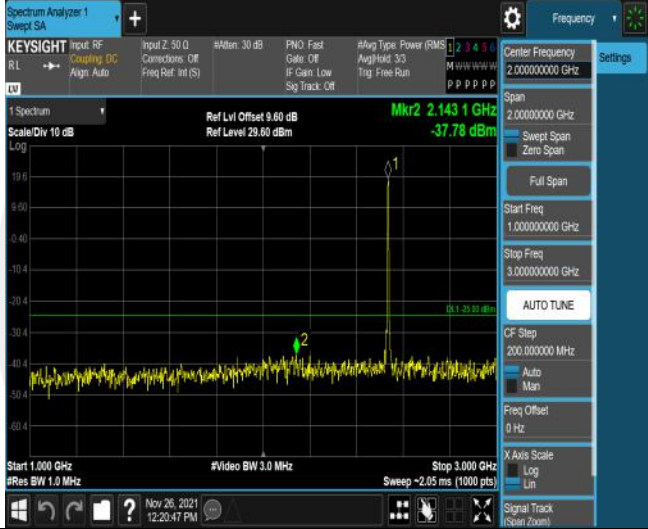 Spectrum Analyzer 1
Swept SA
+
Frequency
KEYSIGHT
RL
LV
Input: RF
Coupling: DC
Align: Auto
Input Z: 50 Ω
Corrections: Off
Freq Ref: Int (S)
#Atten: 30 dB
PNO: Fast
Gate: Off
IF Gain: Low
Sig Track: Off
#Avg Type: Power (RMS
Avg|Hold: 3/3
Trig: Free Run
1 2 3 4 5 6
M W W W W W
P P P P P P
Settings
Center Frequency
2.000000000 GHz
Span
2.00000000 GHz
Swept Span
Zero Span
Full Span
Start Freq
1.000000000 GHz
Stop Freq
3.000000000 GHz
AUTO TUNE
CF Step
200.000000 MHz
Auto
Man
Freq Offset
0 Hz
X Axis Scale
Log
Lin
Signal Track
(Span Zoom)
1 Spectrum
Scale/Div 10 dB
Log
Ref Lvl Offset 9.60 dB
Ref Level 29.60 dBm
Mkr2 2.143 1 GHz
-37.78 dBm
19.6
9.60
-0.40
-10.4
-20.4
-30.4
-40.4
-50.4
-60.4
1
DL1 -25.00 dBm
2
Start 1.000 GHz
#Res BW 1.0 MHz
#Video BW 3.0 MHz
Stop 3.000 GHz
Sweep ~2.05 ms (1000 pts)
?
Nov 26, 2021
12:20:47 PM